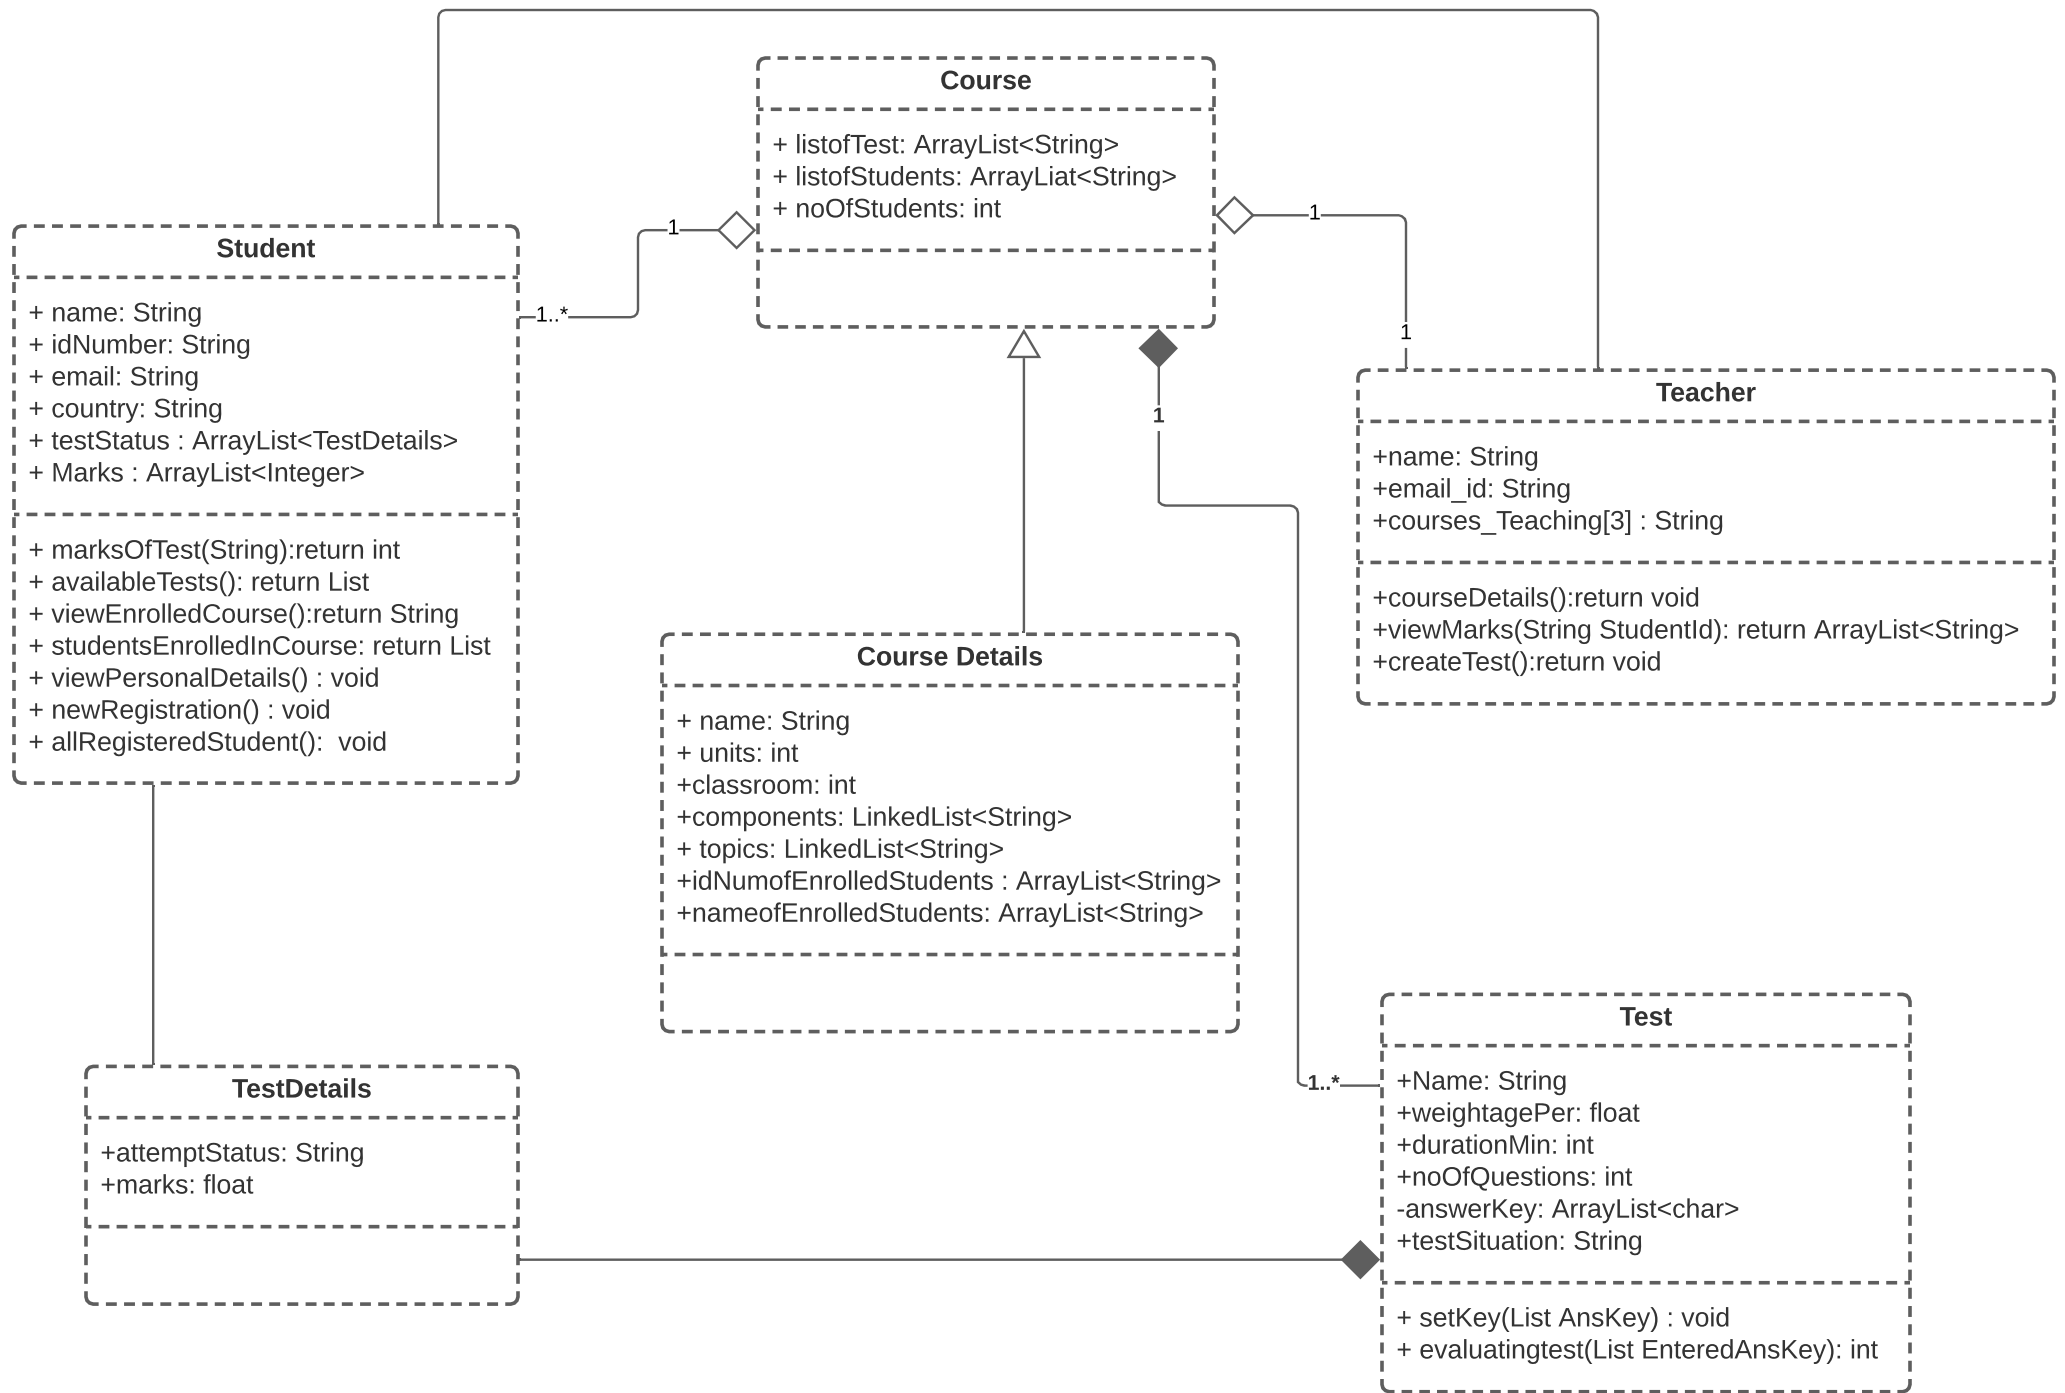 Course
+ listofTest: ArrayList<String>
+ listofStudents: ArrayLiat<String>
+ noOfStudents: int
1
1..*
1
1
1
1..*
Student
+ name: String
+ idNumber: String
+ email: String
+ country: String
+ testStatus : ArrayList<TestDetails>
+ Marks : ArrayList<Integer>
+ marksOfTest(String):return int
+ availableTests(): return List
+ viewEnrolledCourse():return String
+ studentsEnrolledInCourse: return List
+ viewPersonalDetails() : void
+ newRegistration() : void
+ allRegisteredStudent():  void
Teacher
+name: String
+email_id: String
+courses_Teaching[3] : String
+courseDetails():return void
+viewMarks(String StudentId): return ArrayList<String>
+createTest():return void
Course Details
+ name: String
+ units: int
+classroom: int
+components: LinkedList<String>
+ topics: LinkedList<String>
+idNumofEnrolledStudents : ArrayList<String>
+nameofEnrolledStudents: ArrayList<String>
TestDetails
+attemptStatus: String
+marks: float
Test
+Name: String
+weightagePer: float
+durationMin: int
+noOfQuestions: int
-answerKey: ArrayList<char>
+testSituation: String
+ setKey(List AnsKey) : void
+ evaluatingtest(List EnteredAnsKey): int